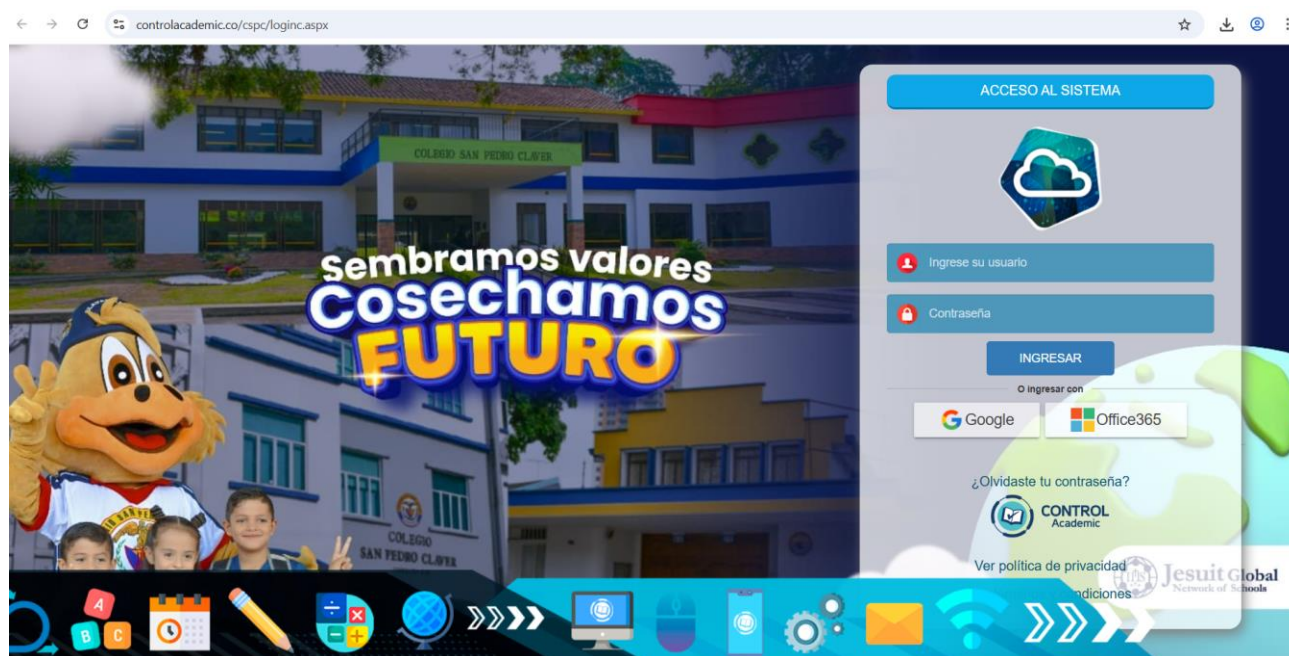 controlacademic.co/cspc/loginc.aspx
ACCESO AL SISTEMA
COLEGIO SAN PEDRO CLAVER
Sembramos valores
Cosechamos
FUTURO
Ingrese su usuario
Contraseña
INGRESAR
O ingresar con
Google
Office365
¿Olvidaste tu contraseña?
CONTROL
Academic
COLEGIO
SAN PEDRO CLAVER
Ver política de privacidad
Jesuit Global
Network of Schools
A
B
C